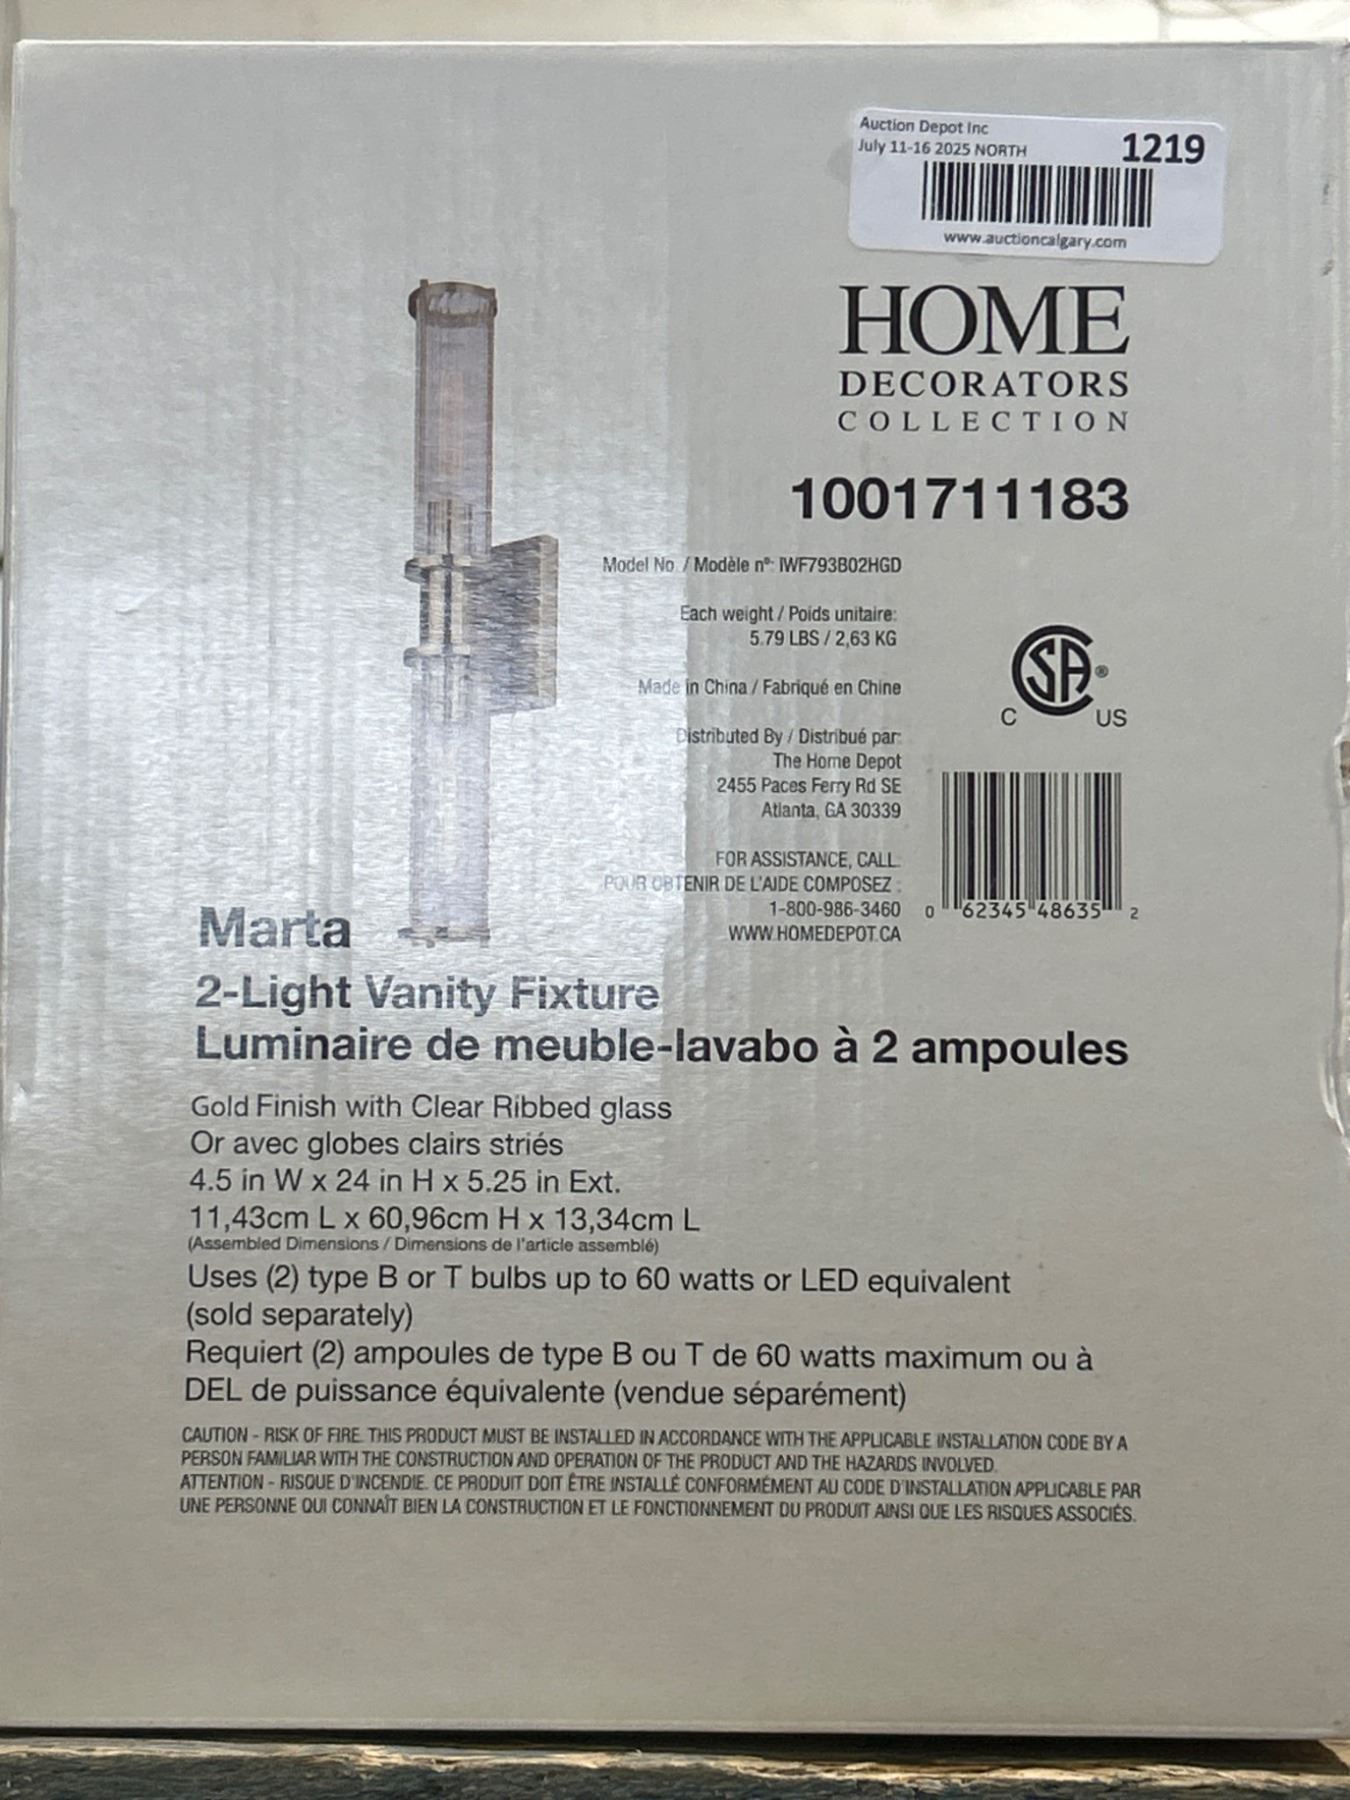 Auction Depot Inc
July 11-16 2025 NORTH
1219
www.auctioncalgary.com
HOME
DECORATORS
COLLECTION
1001711183
Model No. / Modèle nº: IWF793B02HGD
Each weight / Poids unitaire:
5.79 LBS / 2,63 KG
Made in China / Fabriqué en Chine
Distributed By / Distribué par:
The Home Depot
2455 Paces Ferry Rd SE
Atlanta, GA 30339
FOR ASSISTANCE, CALL:
POUR OBTENIR DE L'AIDE COMPOSEZ :
1-800-986-3460
WWW.HOMEDEPOT.CA
CSA®
C US
0 62345 48635 2
Marta
2-Light Vanity Fixture
Luminaire de meuble-lavabo à 2 ampoules
Gold Finish with Clear Ribbed glass
Or avec globes clairs striés
4.5 in W x 24 in H x 5.25 in Ext.
11,43cm L x 60,96cm H x 13,34cm L
(Assembled Dimensions / Dimensions de l'article assemblé)
Uses (2) type B or T bulbs up to 60 watts or LED equivalent
(sold separately)
Requiert (2) ampoules de type B ou T de 60 watts maximum ou à
DEL de puissance équivalente (vendue séparément)
CAUTION - RISK OF FIRE. THIS PRODUCT MUST BE INSTALLED IN ACCORDANCE WITH THE APPLICABLE INSTALLATION CODE BY A
PERSON FAMILIAR WITH THE CONSTRUCTION AND OPERATION OF THE PRODUCT AND THE HAZARDS INVOLVED.
ATTENTION - RISQUE D'INCENDIE. CE PRODUIT DOIT ÊTRE INSTALLÉ CONFORMÉMENT AU CODE D'INSTALLATION APPLICABLE PAR
UNE PERSONNE QUI CONNAÎT BIEN LA CONSTRUCTION ET LE FONCTIONNEMENT DU PRODUIT AINSI QUE LES RISQUES ASSOCIÉS.